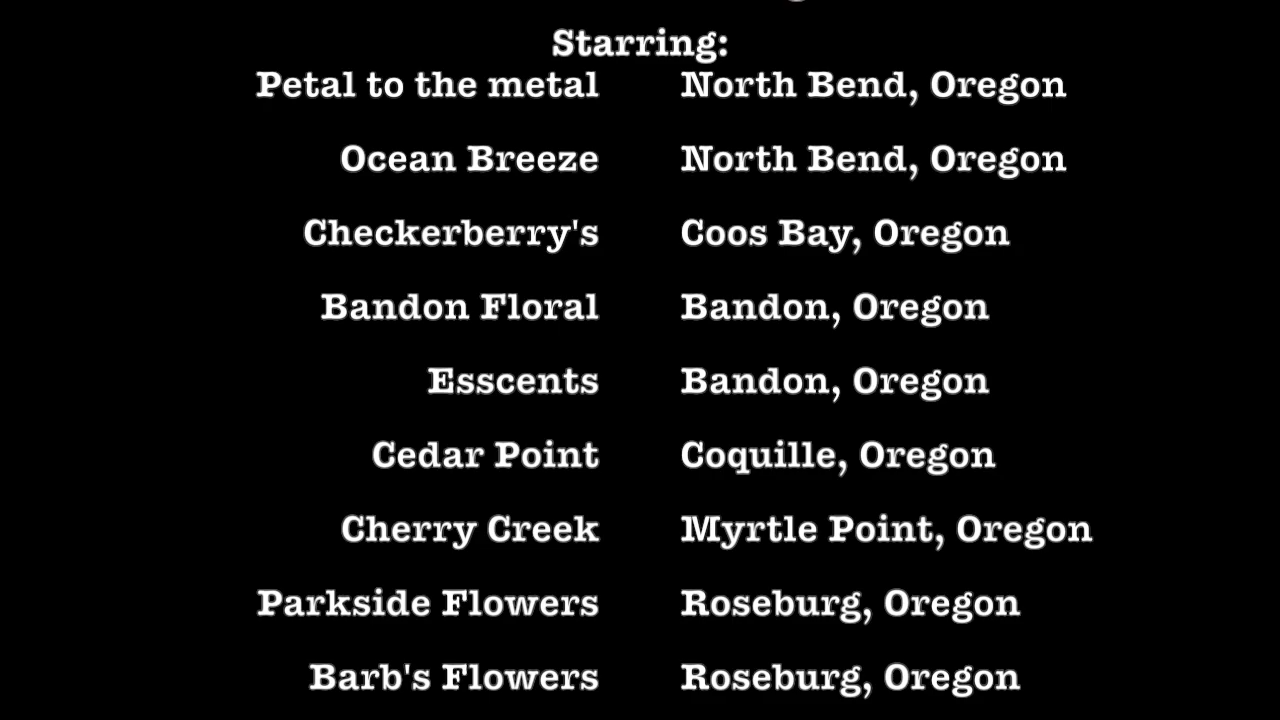 Starring:
Petal to the metal North Bend, Oregon
Ocean Breeze North Bend, Oregon
Checkerberry's Coos Bay, Oregon
Bandon Floral Bandon, Oregon
Esscents Bandon, Oregon
Cedar Point Coquille, Oregon
Cherry Creek Myrtle Point, Oregon
Parkside Flowers Roseburg, Oregon
Barb's Flowers Roseburg, Oregon